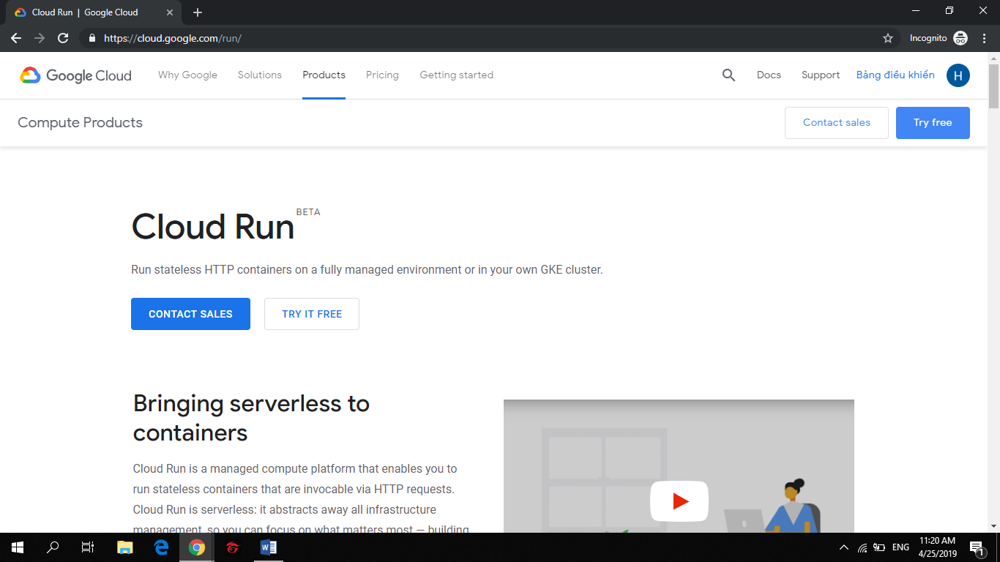 Cloud Run | Google Cloud
https://cloud.google.com/run/
Incognito
Google Cloud Why Google Solutions Products Pricing Getting started Docs Support Bảng điều khiển H
Compute Products Contact sales Try free
Cloud Run BETA
Run stateless HTTP containers on a fully managed environment or in your own GKE cluster.
CONTACT SALES TRY IT FREE
Bringing serverless to
containers
Cloud Run is a managed compute platform that enables you to
run stateless containers that are invocable via HTTP requests.
Cloud Run is serverless: it abstracts away all infrastructure
management, so you can focus on what matters most — building
W
ENG
11:20 AM
4/25/2019
1